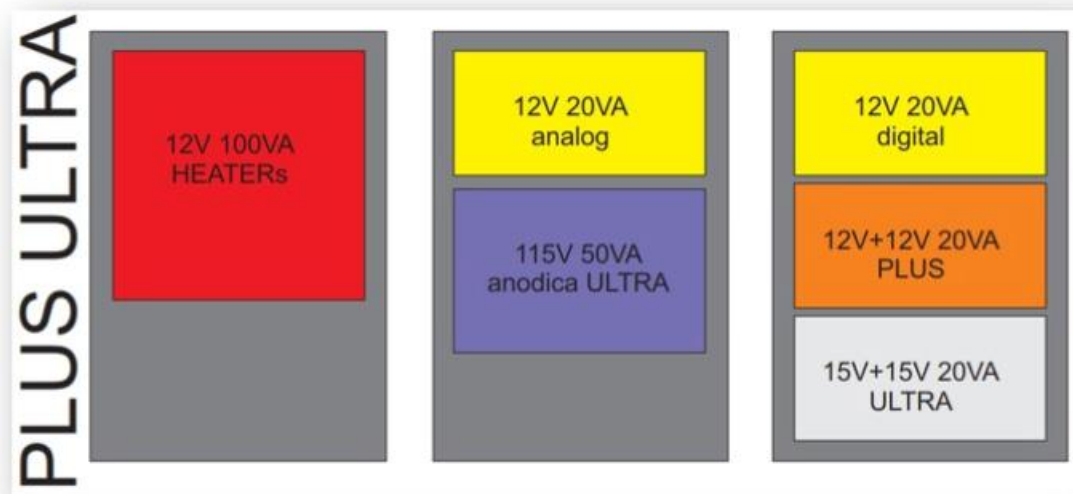 PLUS ULTRA
12V 100VA
HEATERs
12V 20VA
analog
115V 50VA
anodica ULTRA
12V 20VA
digital
12V+12V 20VA
PLUS
15V+15V 20VA
ULTRA